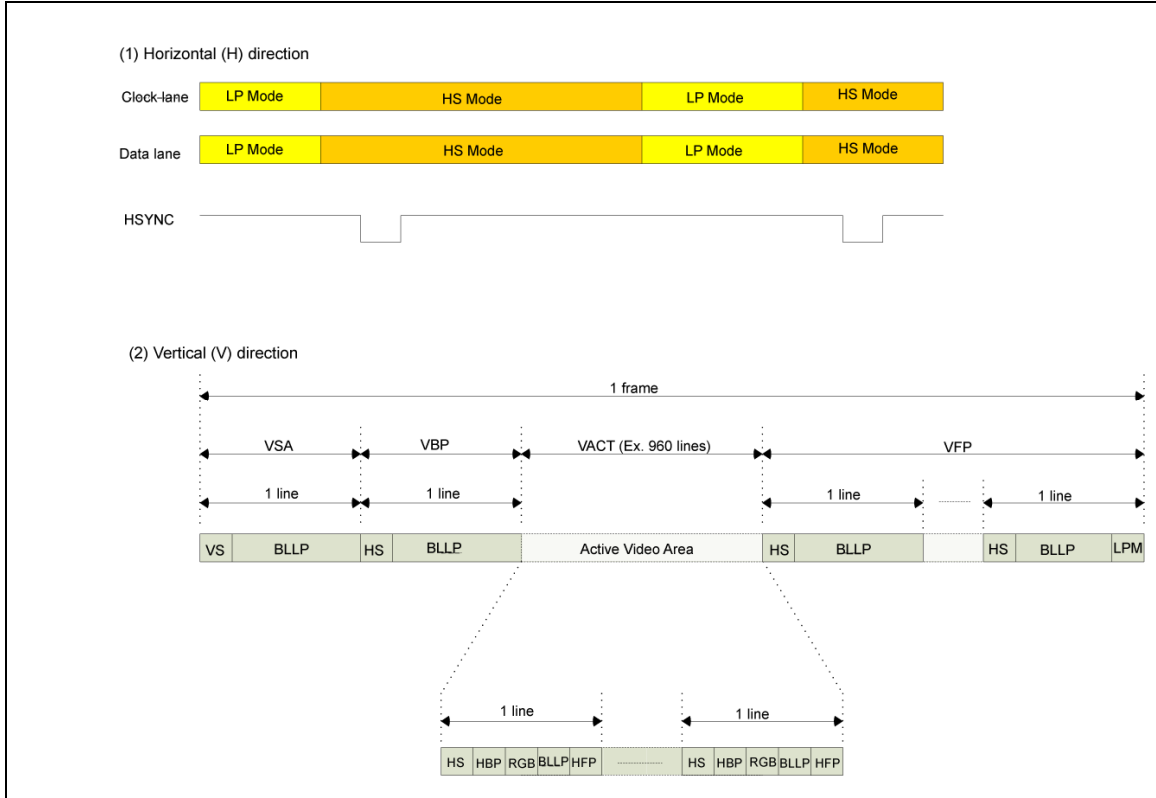 (1) Horizontal (H) direction
Clock lane LP Mode HS Mode LP Mode HS Mode
Data lane LP Mode HS Mode LP Mode HS Mode
HSYNC
(2) Vertical (V) direction
1 frame
VSA VBP VACT (Ex. 960 lines) VFP
1 line 1 line 1 line 1 line
VS BLLP HS BLLP Active Video Area HS BLLP HS BLLP LPM
1 line 1 line
HS HBP RGB BLLP HFP HS HBP RGB BLLP HFP